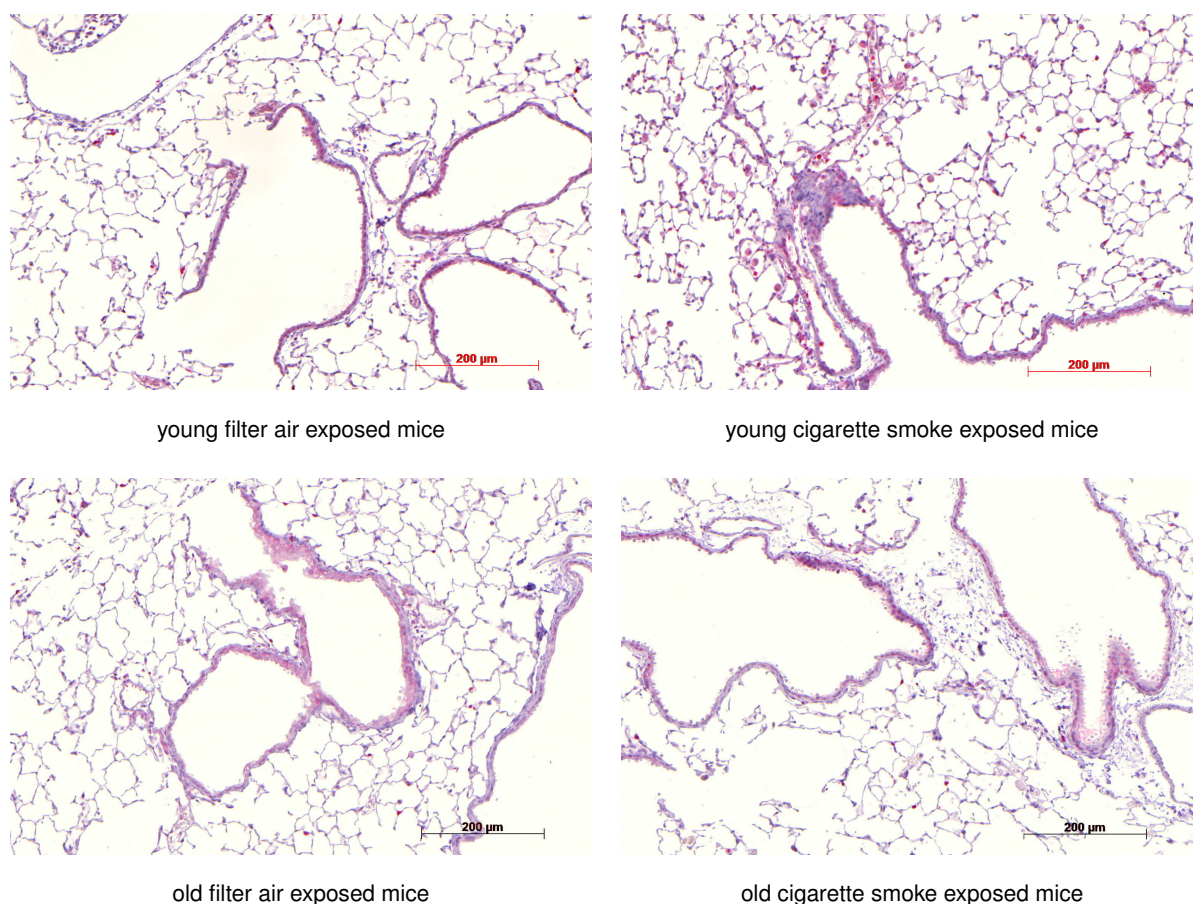 200 µm
200 µm
young filter air exposed mice
young cigarette smoke exposed mice
200 µm
200 µm
old filter air exposed mice
old cigarette smoke exposed mice